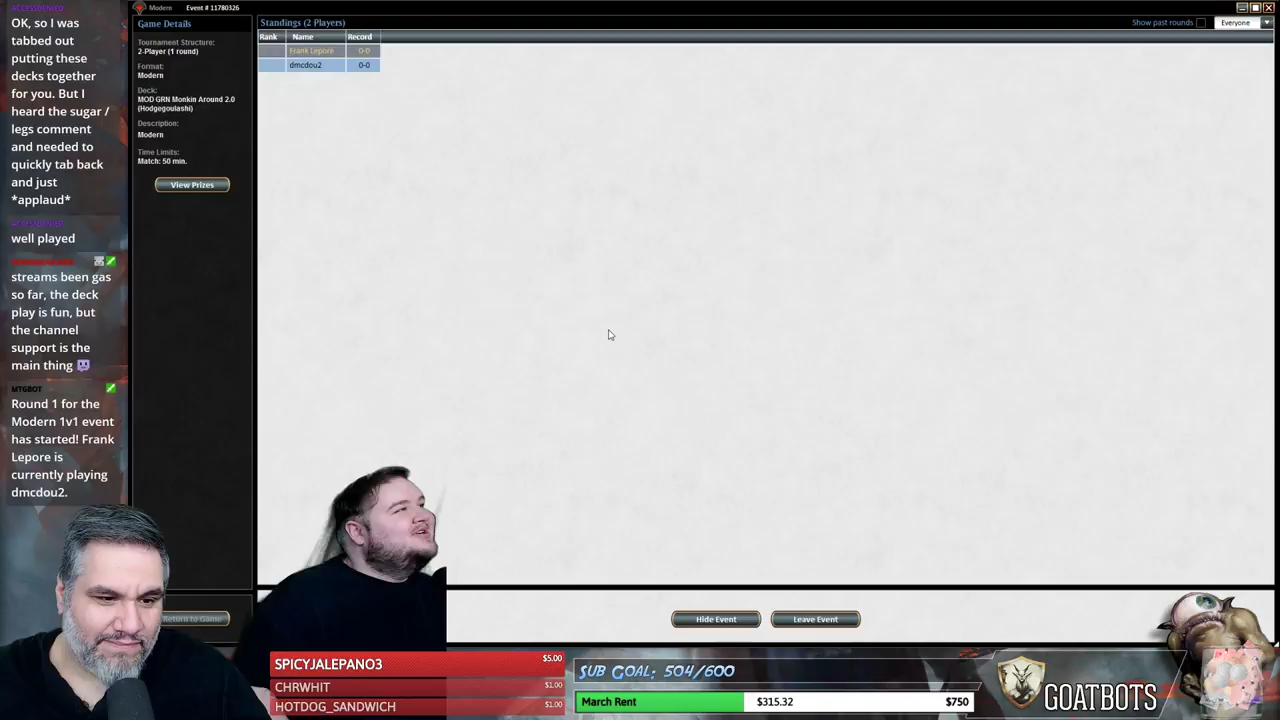 ACCESSDENIED
OK, so I was
tabbed out
putting these
decks together
for you. But I
heard the sugar /
legs comment
and needed to
quickly tab back
and just
*applaud*
ACCESSDENIED
well played
streams been gas
so far, the deck
play is fun, but
the channel
support is the
main thing
MTGBOT
Round 1 for the
Modern 1v1 event
has started! Frank
Lepore is
currently playing
dmcdou2.
Modern Event # 11780326
Game Details
Tournament Structure:
2-Player (1 round)
Format:
Modern
Deck:
MOD GRN Monkin Around 2.0
(Hodgegoulashi)
Description:
Modern
Time Limits:
Match: 50 min.
View Prizes
Return to Game
Standings (2 Players)
Show past rounds
Everyone
Rank Name Record
Frank Lepore 0-0
dmcdou2 0-0
Hide Event
Leave Event
SPICYJALEPANO3 $5.00
CHRWHIT $1.00
HOTDOG_SANDWICH $1.00
SUB GOAL: 504/600
March Rent $315.32 $750
GOATBOTS